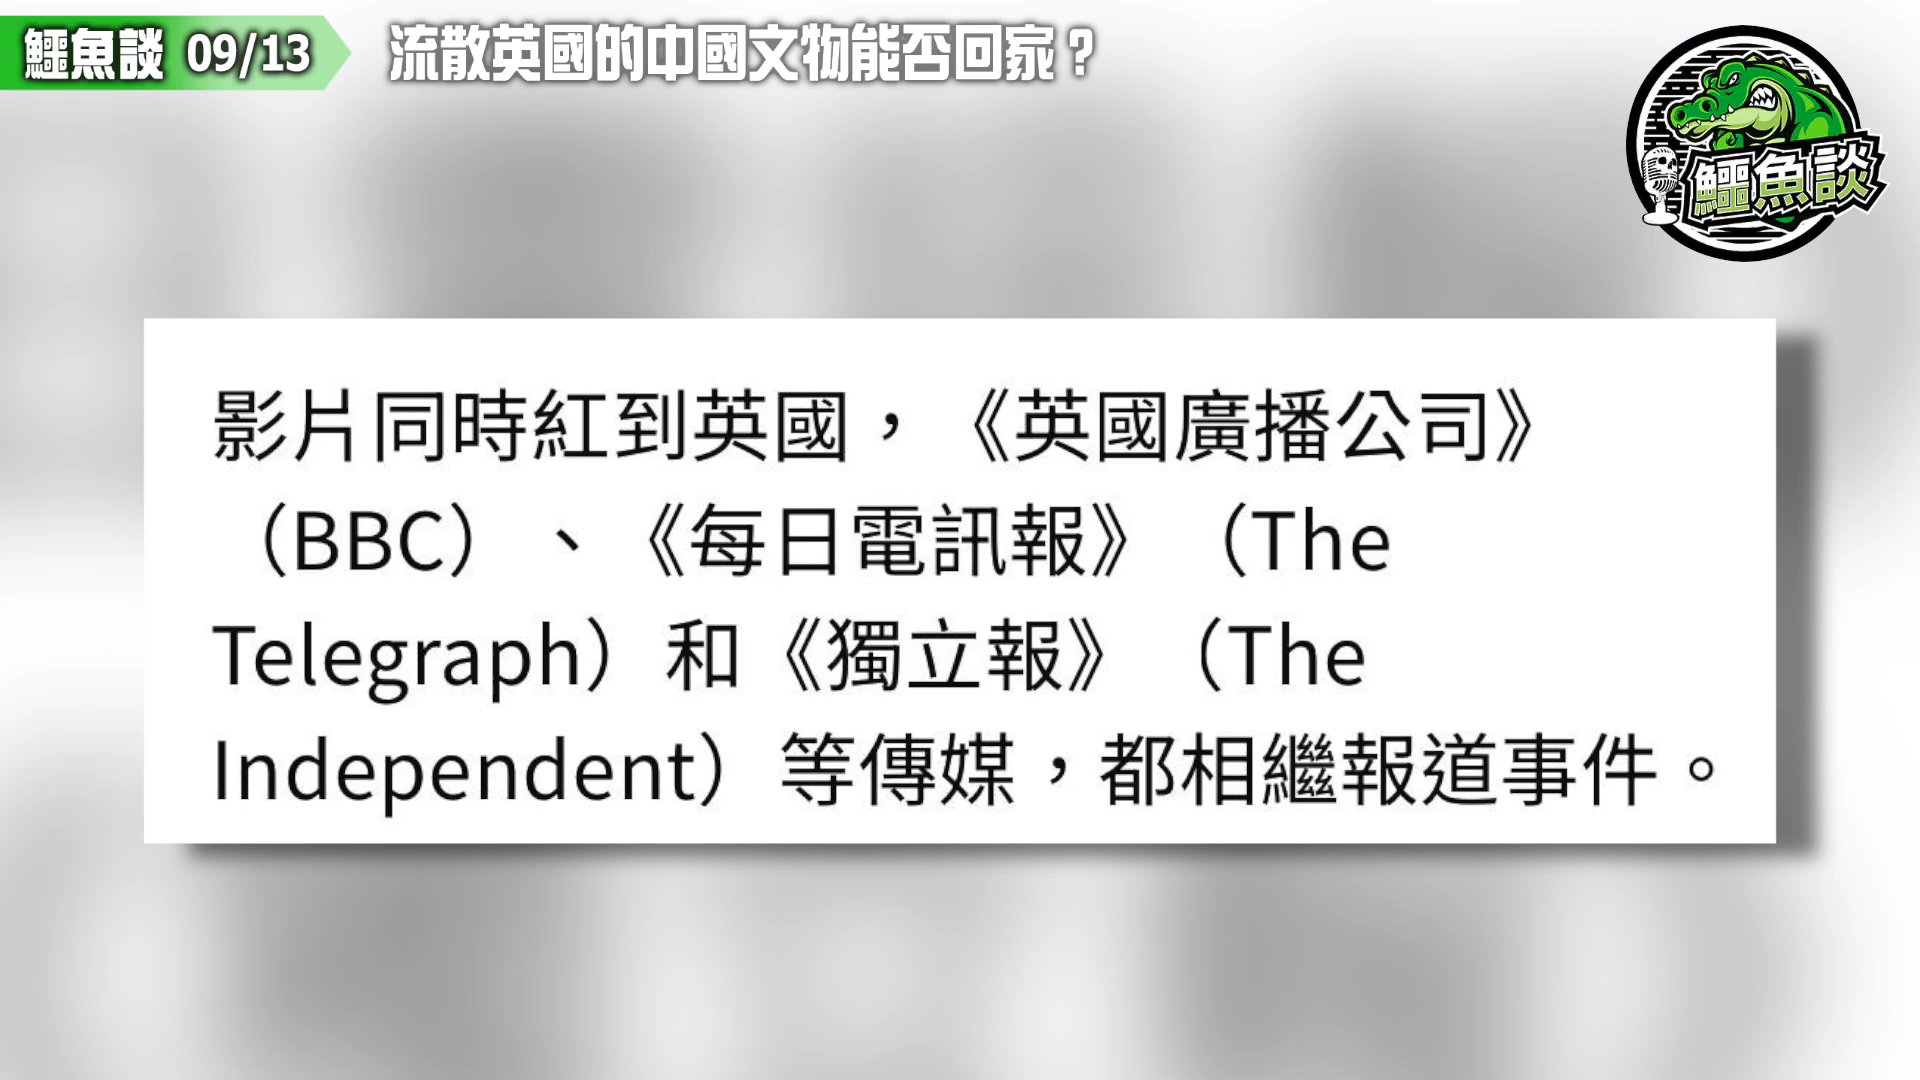 鱷魚談 09/13
流散英國的中國文物能否回家？
鱷魚談
影片同時紅到英國，《英國廣播公司》
（BBC）、《每日電訊報》（The
Telegraph）和《獨立報》（The
Independent）等傳媒，都相繼報道事件。